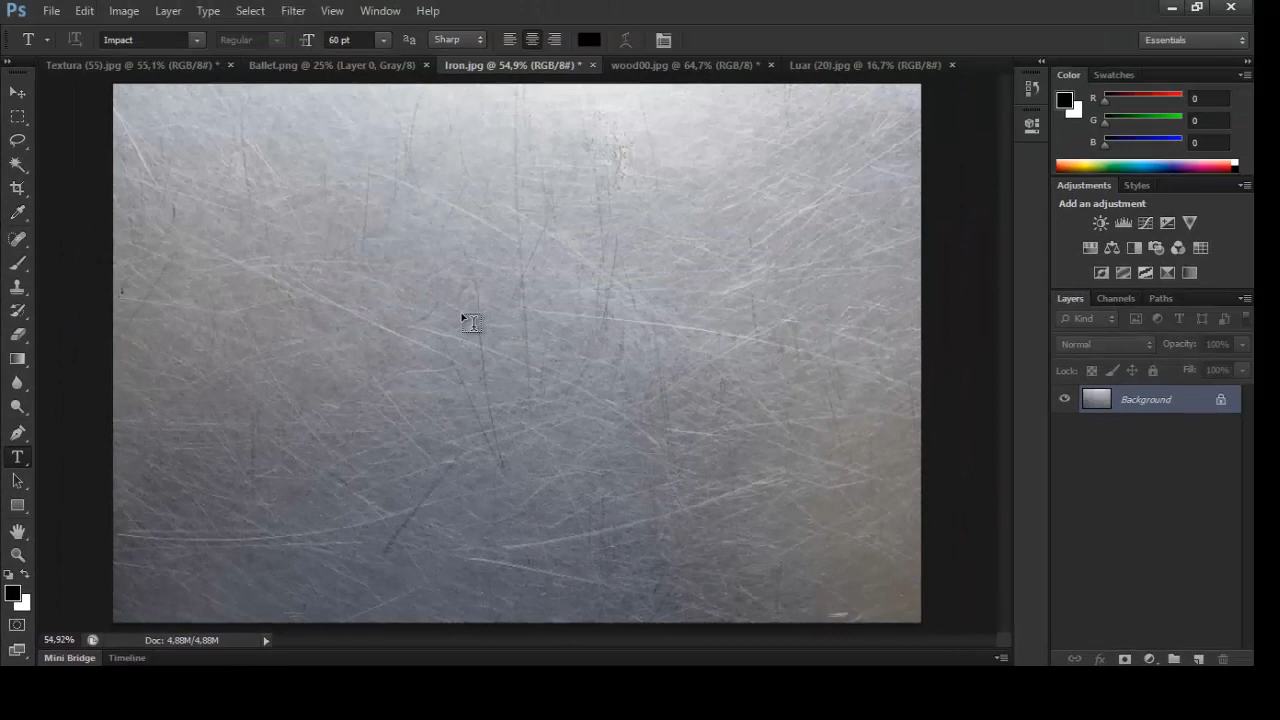 Ps File Edit Image Layer Type Select Filter View Window Help
T Impact Regular 60 pt aa Sharp Essentials
Textura (55).jpg @ 55,1% (RGB/8#) * Ballet.png @ 25% (Layer 0, Gray/8) Iron.jpg @ 54,9% (RGB/8#) * wood00.jpg @ 64,7% (RGB/8) * Luar (20).jpg @ 16,7% (RGB/8#)
Color Swatches
R 0
G 0
B 0
Adjustments Styles
Add an adjustment
Layers Channels Paths
Kind
Normal Opacity: 100%
Lock: Fill: 100%
Background
54,92% Doc: 4,88M/4,88M
Mini Bridge Timeline